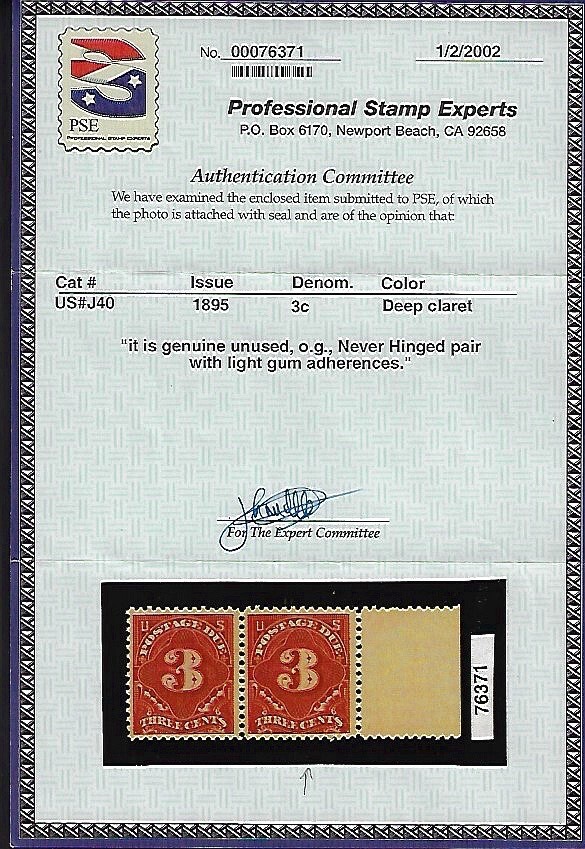 No. 00076371
1/2/2002
PSE
PROFESSIONAL STAMP EXPERTS
Professional Stamp Experts
P.O. Box 6170, Newport Beach, CA 92658
Authentication Committee
We have examined the enclosed item submitted to PSE, of which
the photo is attached with seal and are of the opinion that:
Cat # Issue Denom. Color
US#J40 1895 3c Deep claret
"it is genuine unused, o.g., Never Hinged pair
with light gum adherences."
For The Expert Committee
U S U S
POSTAGE DUE POSTAGE DUE
3 3
THREE CENTS THREE CENTS
76371